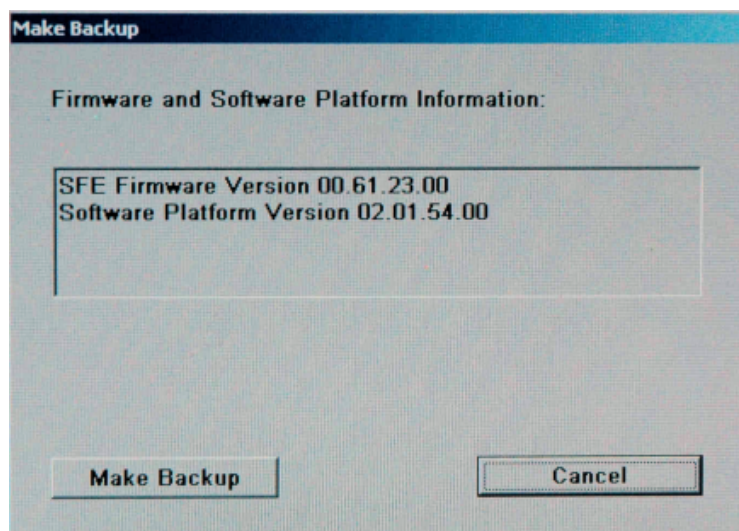 Make Backup
Firmware and Software Platform Information:
SFE Firmware Version 00.61.23.00
Software Platform Version 02.01.54.00
Make Backup
Cancel